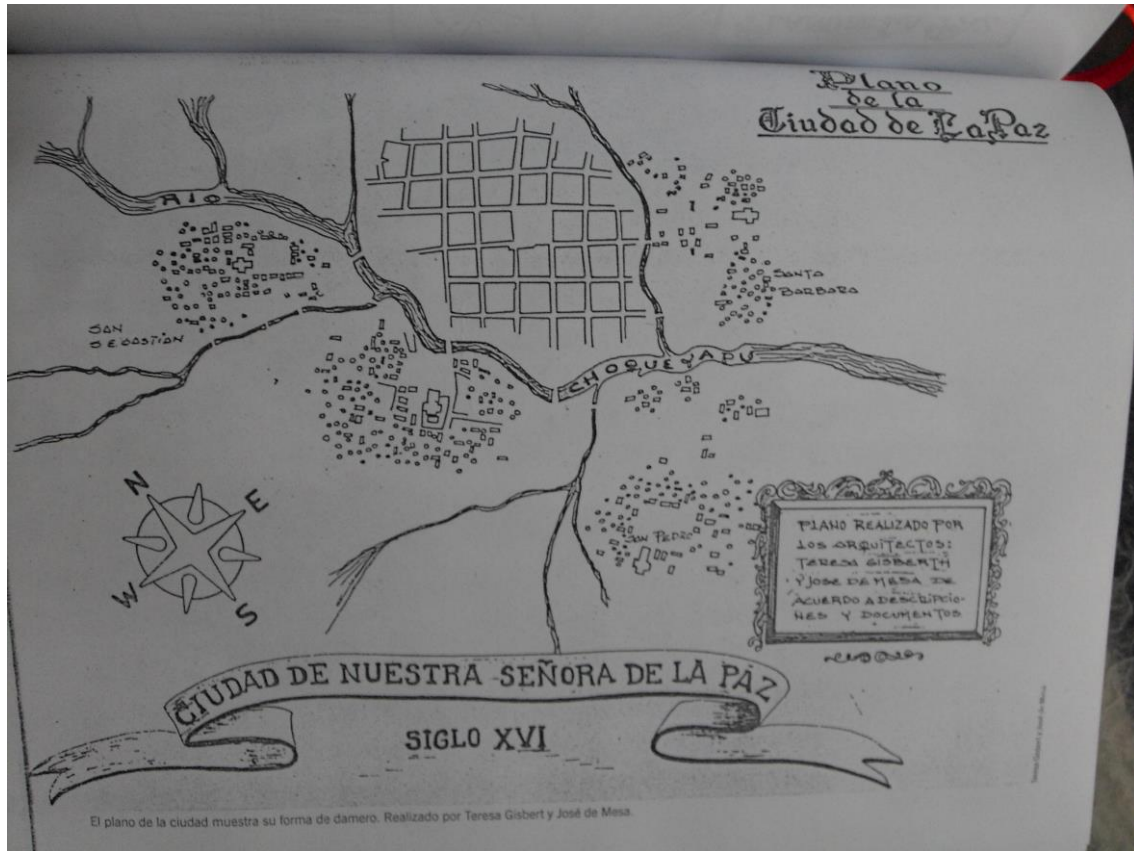 Plano
de la
Ciudad de La Paz
RIO
SANTA
BARBARA
SAN
SEBASTIAN
CHOQUEJAPU
N
E
W
S
SAN PEDRO
PLANO REALIZADO POR
LOS ARQUITECTOS:
TERESA GISBERTH
Y JOSE DE MESA DE
ACUERDO A DESCRIPCIO-
NES Y DOCUMENTOS
CIUDAD DE NUESTRA SEÑORA DE LA PAZ
SIGLO XVI
El plano de la ciudad muestra su forma de damero. Realizado por Teresa Gisbert y José de Mesa.